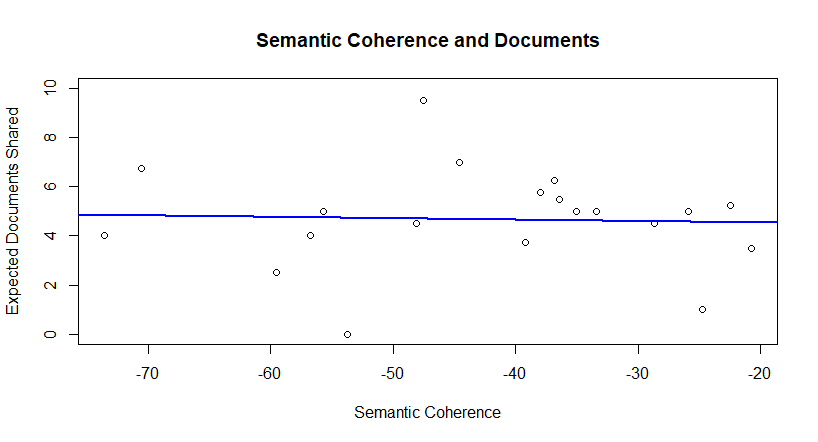 Semantic Coherence and Documents
Expected Documents Shared
10
8
6
4
2
0
-70 -60 -50 -40 -30 -20
Semantic Coherence